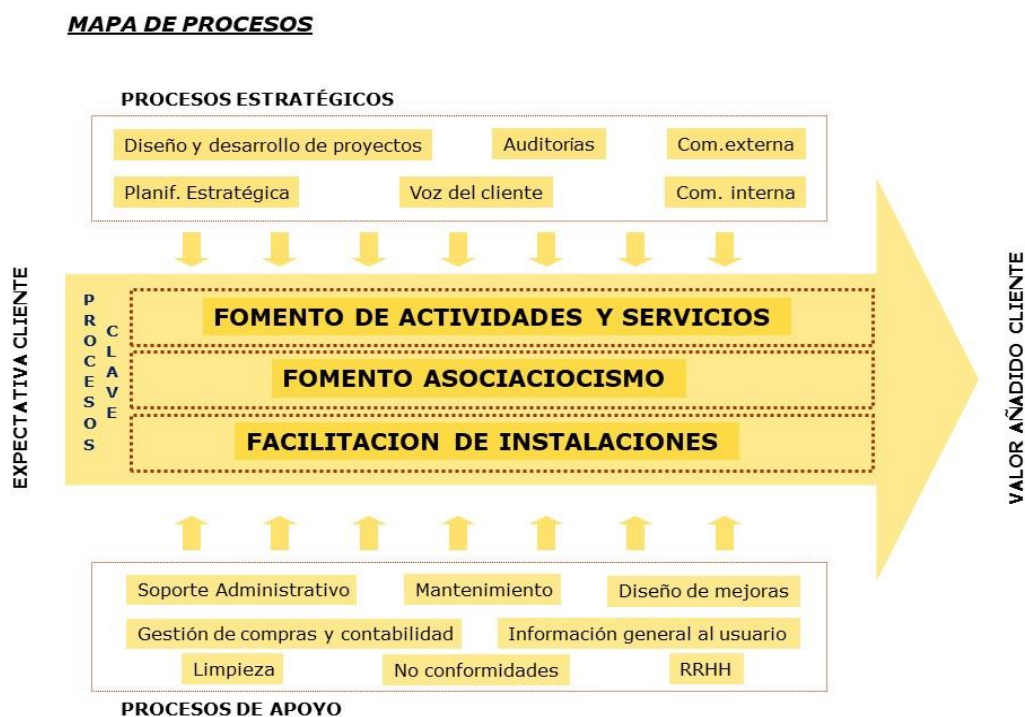 MAPA DE PROCESOS
PROCESOS ESTRATÉGICOS
Diseño y desarrollo de proyectos
Auditorías
Com.externa
Planif. Estratégica
Voz del cliente
Com. interna
EXPECTATIVA CLIENTE
PROCESOS
CLAVE
FOMENTO DE ACTIVIDADES Y SERVICIOS
FOMENTO ASOCIACIOCISMO
FACILITACION DE INSTALACIONES
VALOR AÑADIDO CLIENTE
Soporte Administrativo
Mantenimiento
Diseño de mejoras
Gestión de compras y contabilidad
Información general al usuario
Limpieza
No conformidades
RRHH
PROCESOS DE APOYO